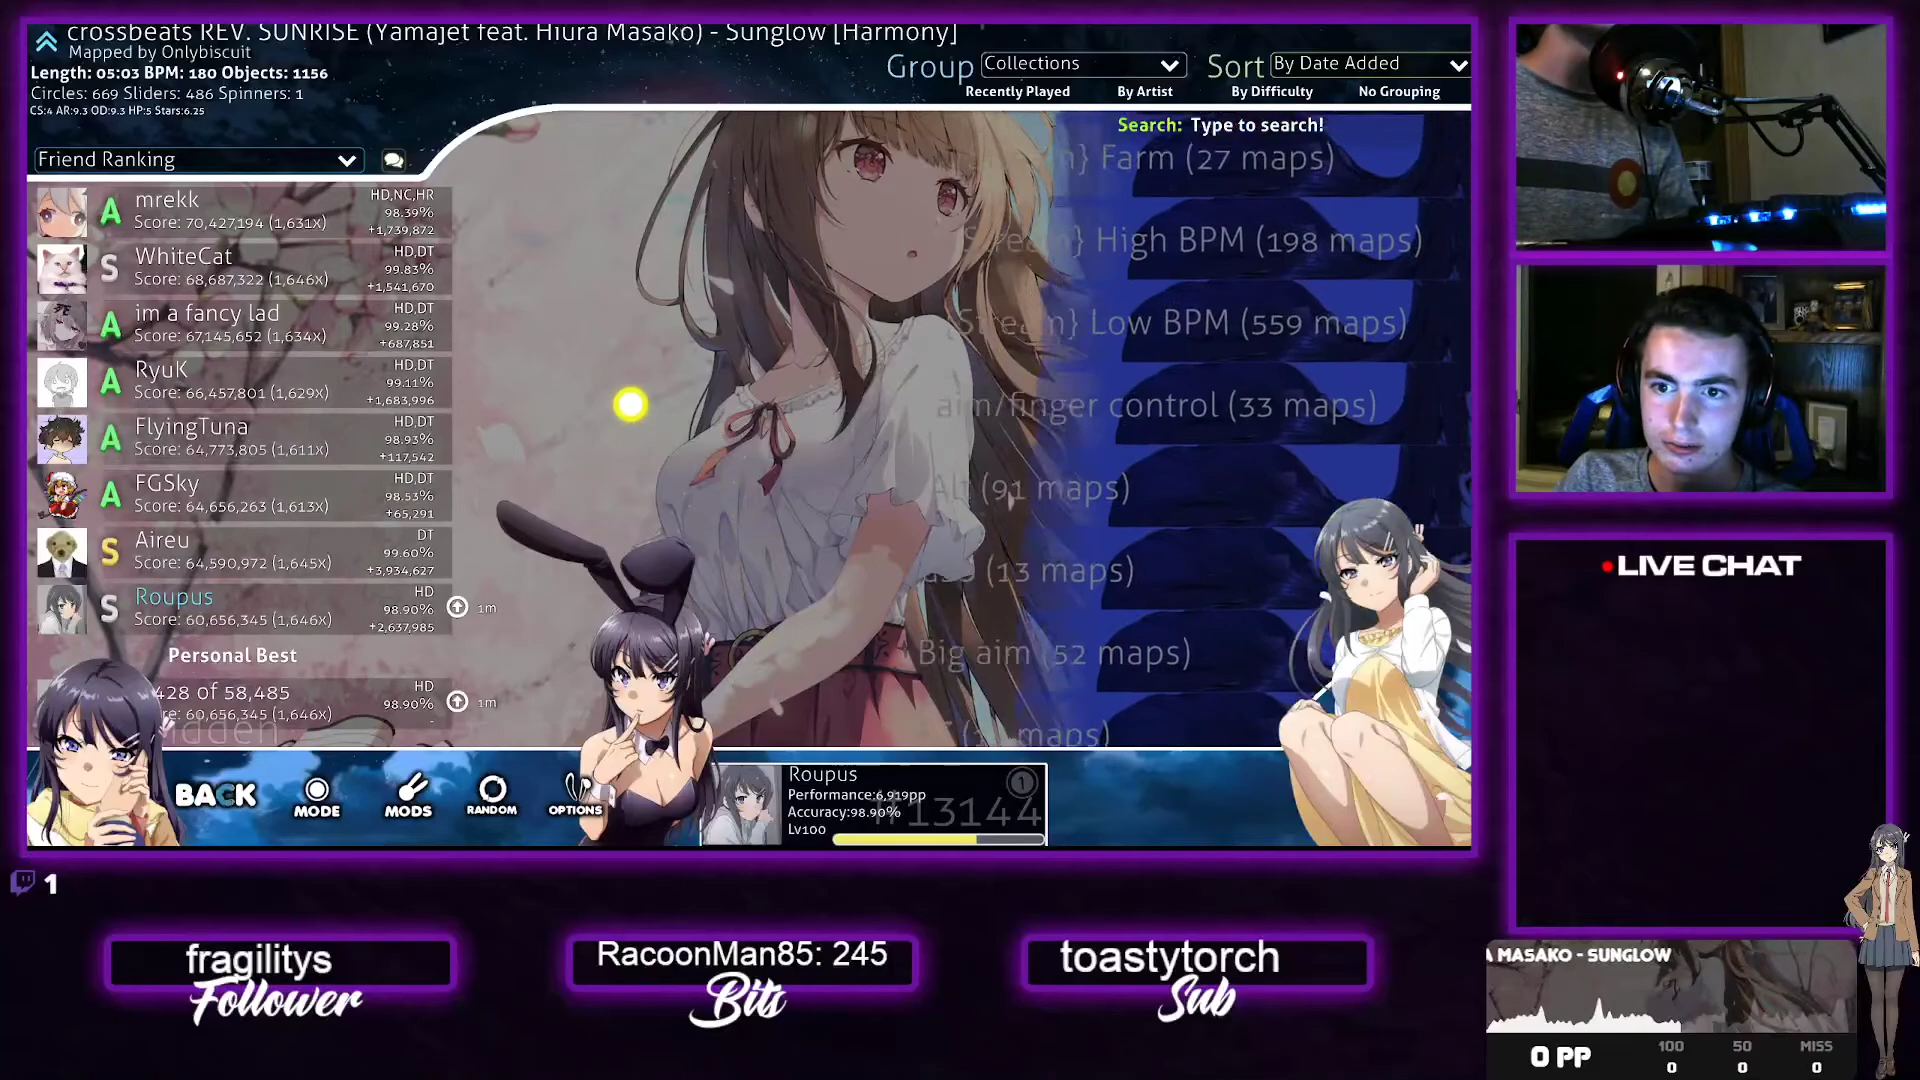 crossbeats REV. SUNRISE (Yamajet feat. Hiura Masako) - Sunglow [Harmony]
Mapped by Onlybiscuit
Length: 05:03 BPM: 180 Objects: 1156
Circles: 669 Sliders: 486 Spinners: 1
CS:4 AR:9.3 OD:9.3 HP:5 Stars:6.25
Group Collections
Sort By Date Added
Recently Played By Artist By Difficulty No Grouping
Search: Type to search!
Friend Ranking
mrekk HD,NC,HR
A Score: 70,427,194 (1,631x) 98.39%
+1,739,872
WhiteCat HD,DT
S Score: 68,687,322 (1,646x) 99.83%
+1,541,670
im a fancy lad HD,DT
A Score: 67,145,652 (1,634x) 99.28%
+687,851
RyuK HD,DT
A Score: 66,457,801 (1,629x) 99.11%
+1,683,996
FlyingTuna HD,DT
A Score: 64,773,805 (1,611x) 98.93%
+117,542
FGSky HD,DT
A Score: 64,656,263 (1,613x) 98.53%
+65,291
Aireu DT
S Score: 64,590,972 (1,645x) 99.60%
+3,934,627
Roupus HD
S Score: 60,656,345 (1,646x) 98.90% 1m
+2,637,985
Personal Best
428 of 58,485 HD
re: 60,656,345 (1,646x) 98.90% 1m
Farm (27 maps)
Stream} High BPM (198 maps)
Stream} Low BPM (559 maps)
aim/finger control (33 maps)
Alt (91 maps)
(13 maps)
Big aim (52 maps)
maps)
BACK
MODE
MODS
RANDOM
OPTIONS
Roupus
Performance:6,919pp
Accuracy:98.90%
Lv100
#13144
1
LIVE CHAT
1
fragilitys
Follower
RacoonMan85: 245
Bits
toastytorch
Sub
A MASAKO - SUNGLOW
0 PP
100 50 MISS
0 0 0